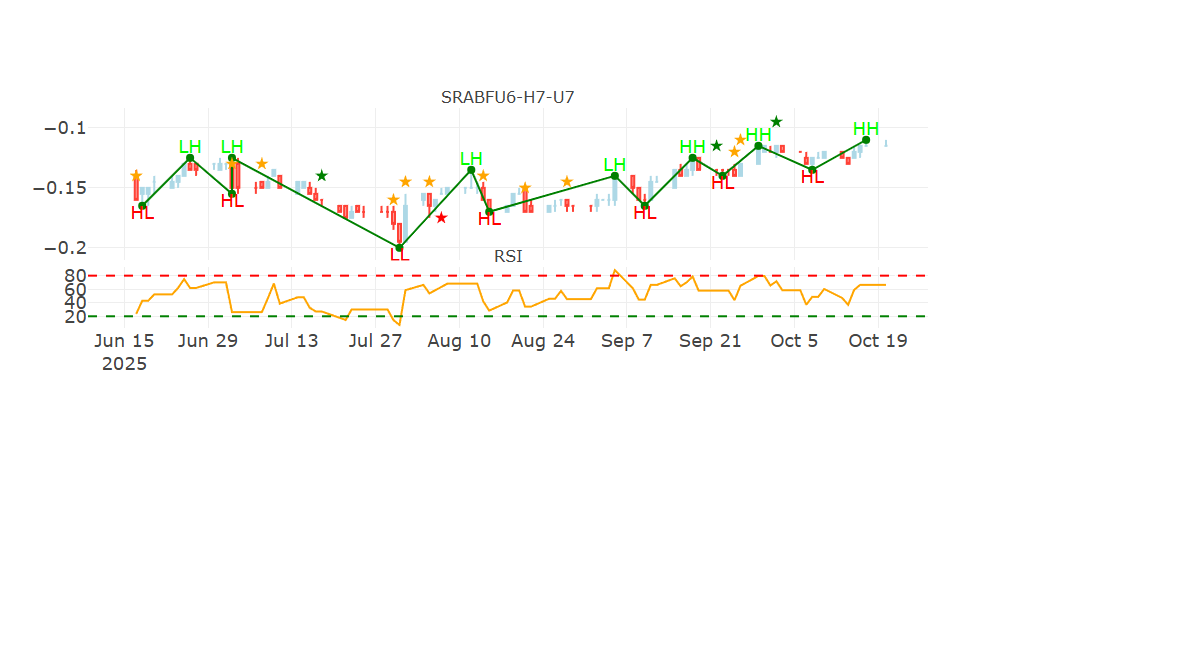 SRABFU6-H7-U7
−0.1
−0.15
−0.2
HL
LH
HL
LH
LL
LH
HL
LH
HL
HH
HL
HH
HL
HH
RSI
80
60
40
20
Jun 15 2025
Jun 29
Jul 13
Jul 27
Aug 10
Aug 24
Sep 7
Sep 21
Oct 5
Oct 19